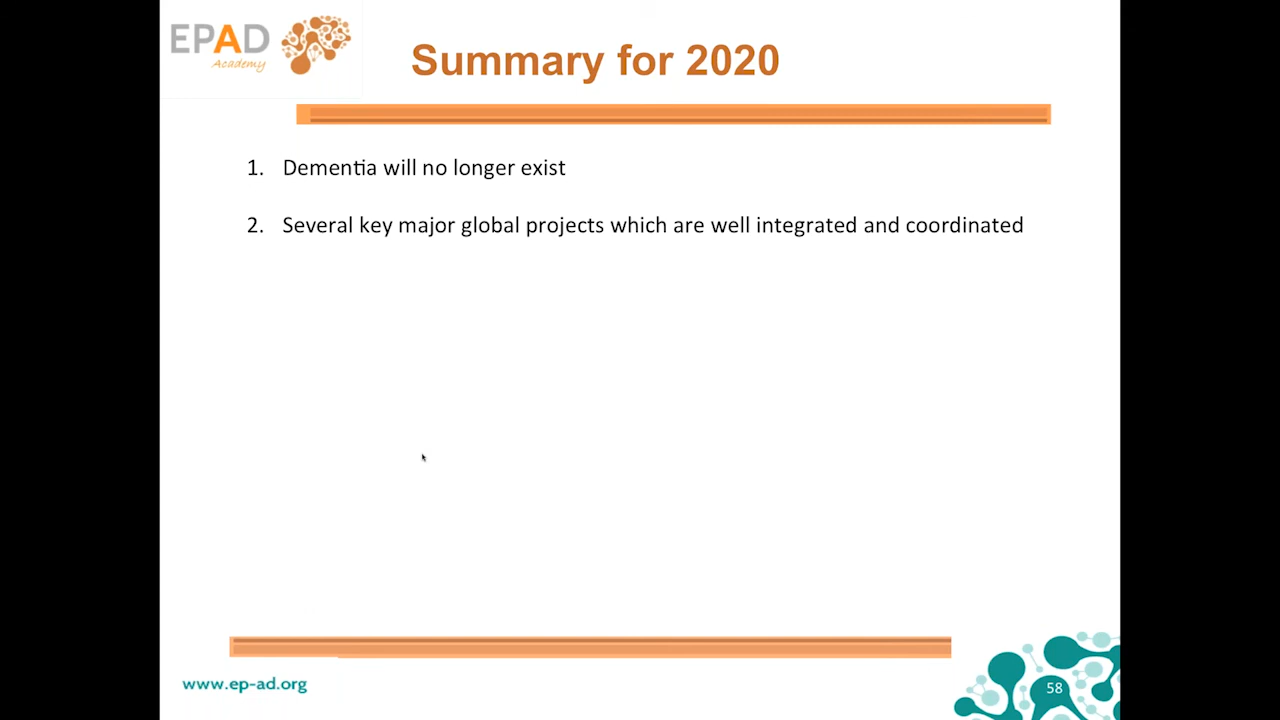 EPAD
Academy
Summary for 2020
1. Dementia will no longer exist
2. Several key major global projects which are well integrated and coordinated
www.ep-ad.org
58